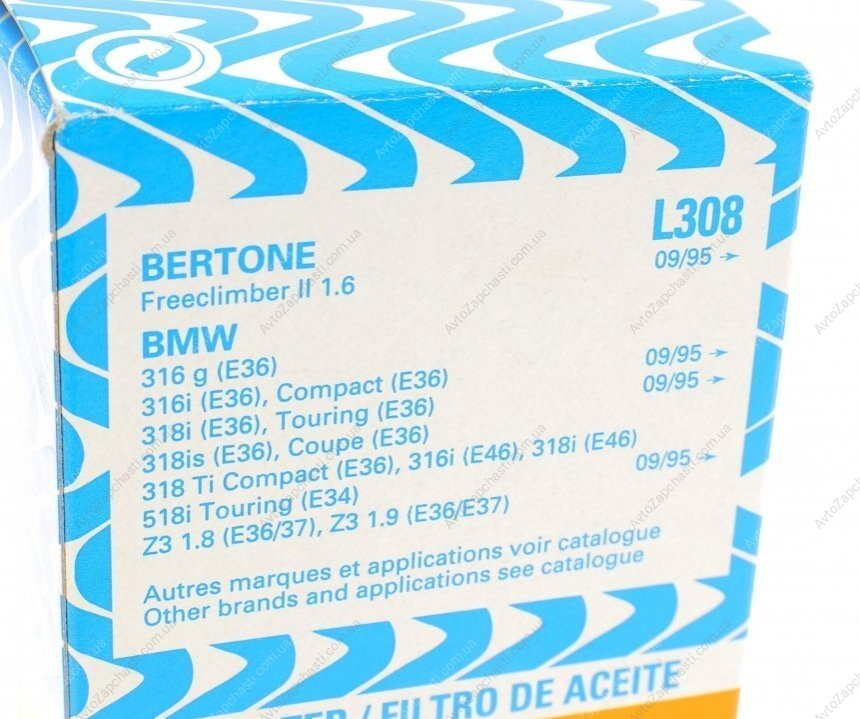 L308
BERTONE 09/95 →
Freeclimber II 1.6
BMW
316 g (E36) 09/95 →
316i (E36), Compact (E36) 09/95 →
318i (E36), Touring (E36)
318is (E36), Coupe (E36)
318 Ti Compact (E36), 316i (E46), 318i (E46)
518i Touring (E34) 09/95 →
Z3 1.8 (E36/37), Z3 1.9 (E36/E37)
Autres marques et applications voir catalogue
Other brands and applications see catalogue
/ FILTRO DE ACEITE
AvtoZapchasti.com.ua